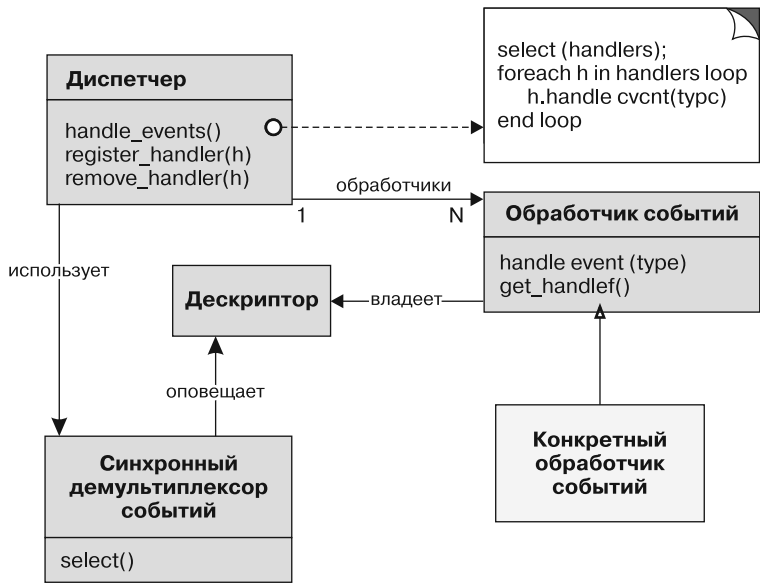 Диспетчер
handle_events()
register_handler(h)
remove_handler(h)
select (handlers);
foreach h in handlers loop
h.handle cvcnt(typc)
end loop
обработчики
1
N
Обработчик событий
handle event (type)
get_handlef()
использует
Дескриптор
владеет
оповещает
Синхронный
демультиплексор
событий
select()
Конкретный
обработчик
событий